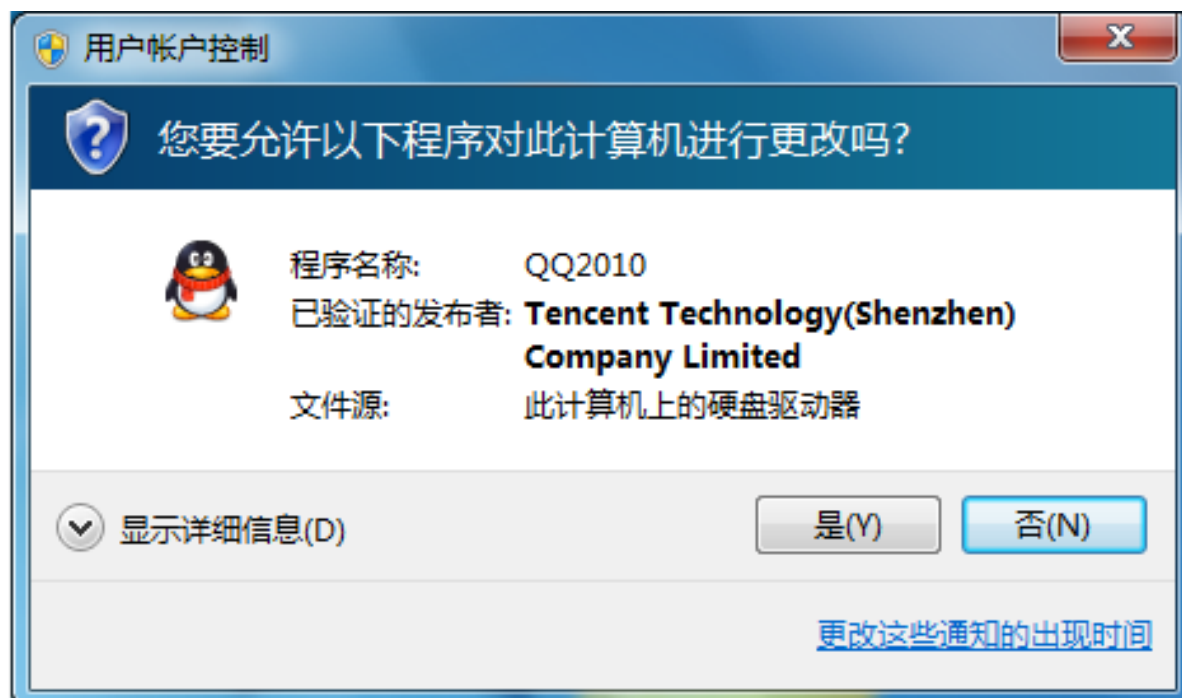 用户帐户控制
您要允许以下程序对此计算机进行更改吗?
程序名称: QQ2010
已验证的发布者: Tencent Technology(Shenzhen)
Company Limited
文件源: 此计算机上的硬盘驱动器
显示详细信息(D) 是(Y) 否(N)
更改这些通知的出现时间